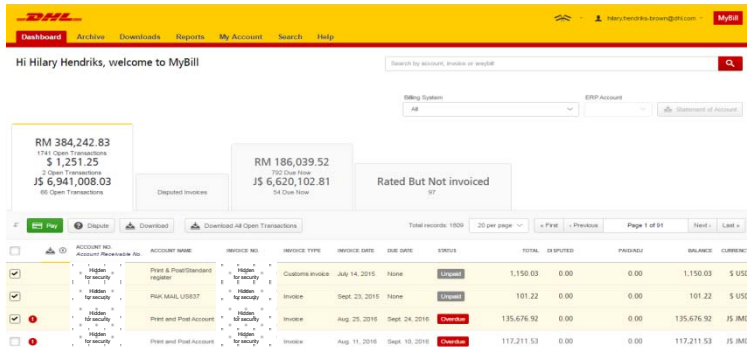 DHL
hilary.hendriks-brown@dhl.com
MyBill
Dashboard Archive Downloads Reports My Account Search Help
Hi Hilary Hendriks, welcome to MyBill
Search by account, invoice or waybill
Billing System
ERP Account
All
Statement of Account
RM 384,242.83
1741 Open Transactions
$ 1,251.25
2 Open Transactions
J$ 6,941,008.03
66 Open Transactions
Disputed Invoices
RM 186,039.52
792 Due Now
J$ 6,620,102.81
54 Due Now
Rated But Not invoiced
97
Pay Dispute Download Download All Open Transactions Total records: 1809 20 per page « First ‹ Previous Page 1 of 91 Next › Last »
ACCOUNT NO. ACCOUNT NAME INVOICE NO. INVOICE TYPE INVOICE DATE DUE DATE STATUS TOTAL DISPUTED PAID/ADJ BALANCE CURRENC
Account Receivable No.
Hidden for security Print & Post/Standard register Hidden for security Customs invoice July 14, 2015 None Unpaid 1,150.03 0.00 0.00 1,150.03 $ USD
Hidden for security PAK MAIL US637 Hidden for security Invoice Sept. 23, 2015 None Unpaid 101.22 0.00 0.00 101.22 $ USD
Hidden for security Print and Post Account Hidden for security Invoice Aug. 25, 2016 Sept. 24, 2016 Overdue 135,676.92 0.00 0.00 135,676.92 J$ JMD
Hidden for security Print and Post Account Hidden for security Invoice Aug. 11, 2016 Sept. 10, 2016 Overdue 117,211.53 0.00 0.00 117,211.53 J$ JMD